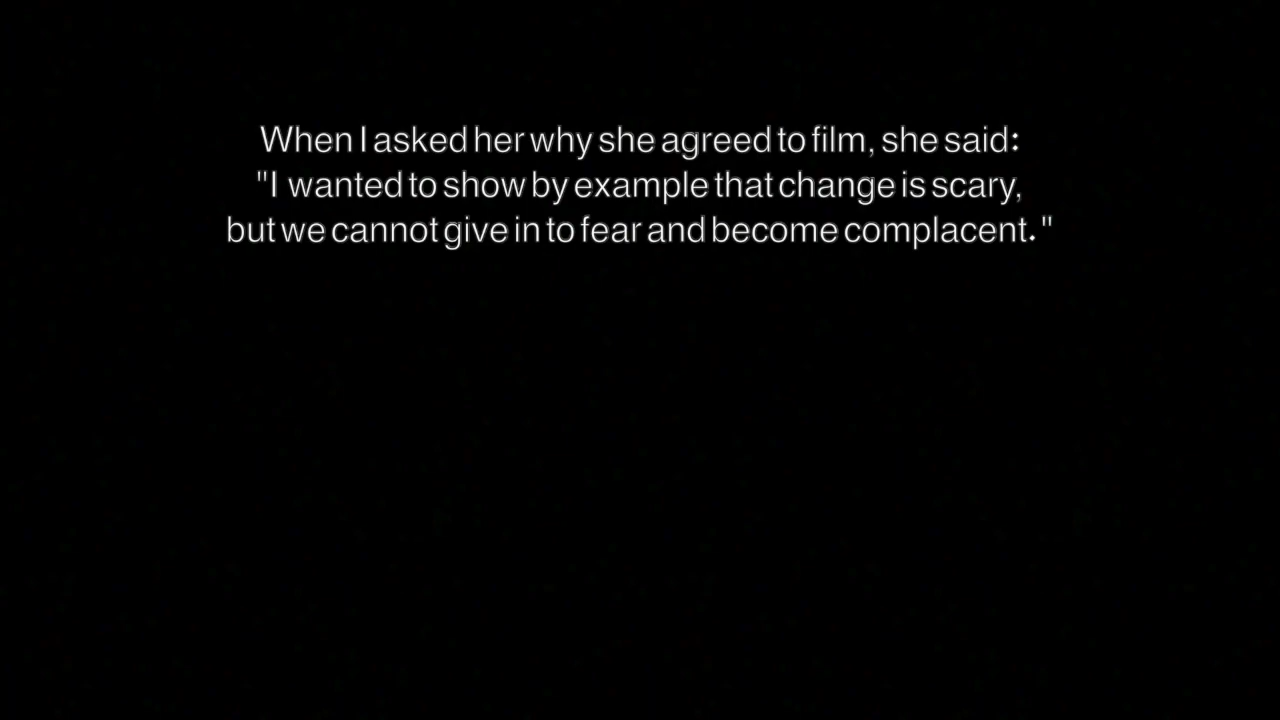 When I asked her why she agreed to film, she said:
"I wanted to show by example that change is scary,
but we cannot give in to fear and become complacent."